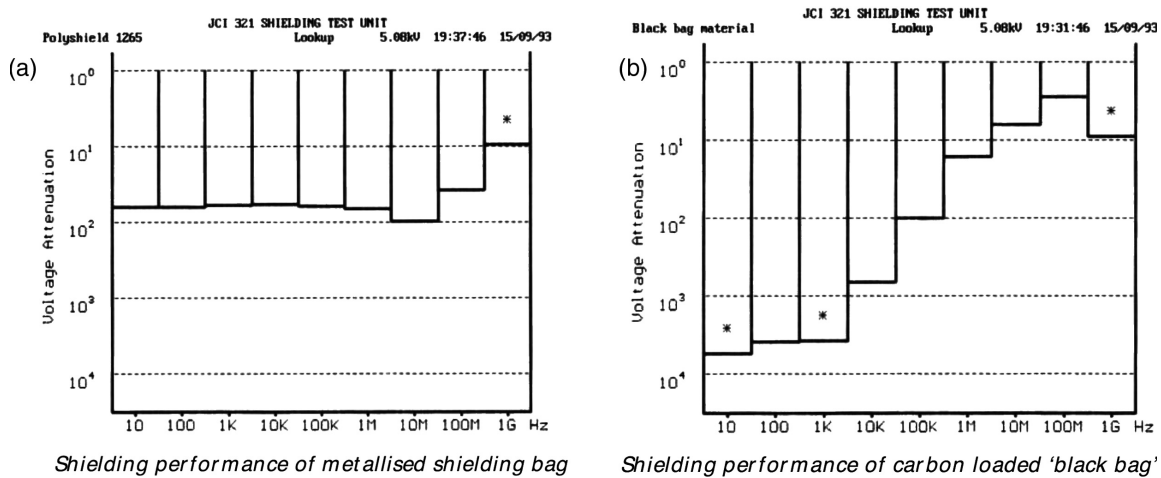 JCI 321 SHIELDING TEST UNIT
Polyshield 1265 Lookup 5.08kV 19:37:46 15/09/93
(a)
Voltage Attenuation
10⁰
10¹
10²
10³
10⁴
*
10 100 1K 10K 100K 1M 10M 100M 1G Hz
Shielding performance of metallised shielding bag
JCI 321 SHIELDING TEST UNIT
Black bag material Lookup 5.08kV 19:31:46 15/09/93
(b)
Voltage Attenuation
10⁰
10¹
10²
10³
10⁴
*
* *
10 100 1K 10K 100K 1M 10M 100M 1G Hz
Shielding performance of carbon loaded ‘black bag’